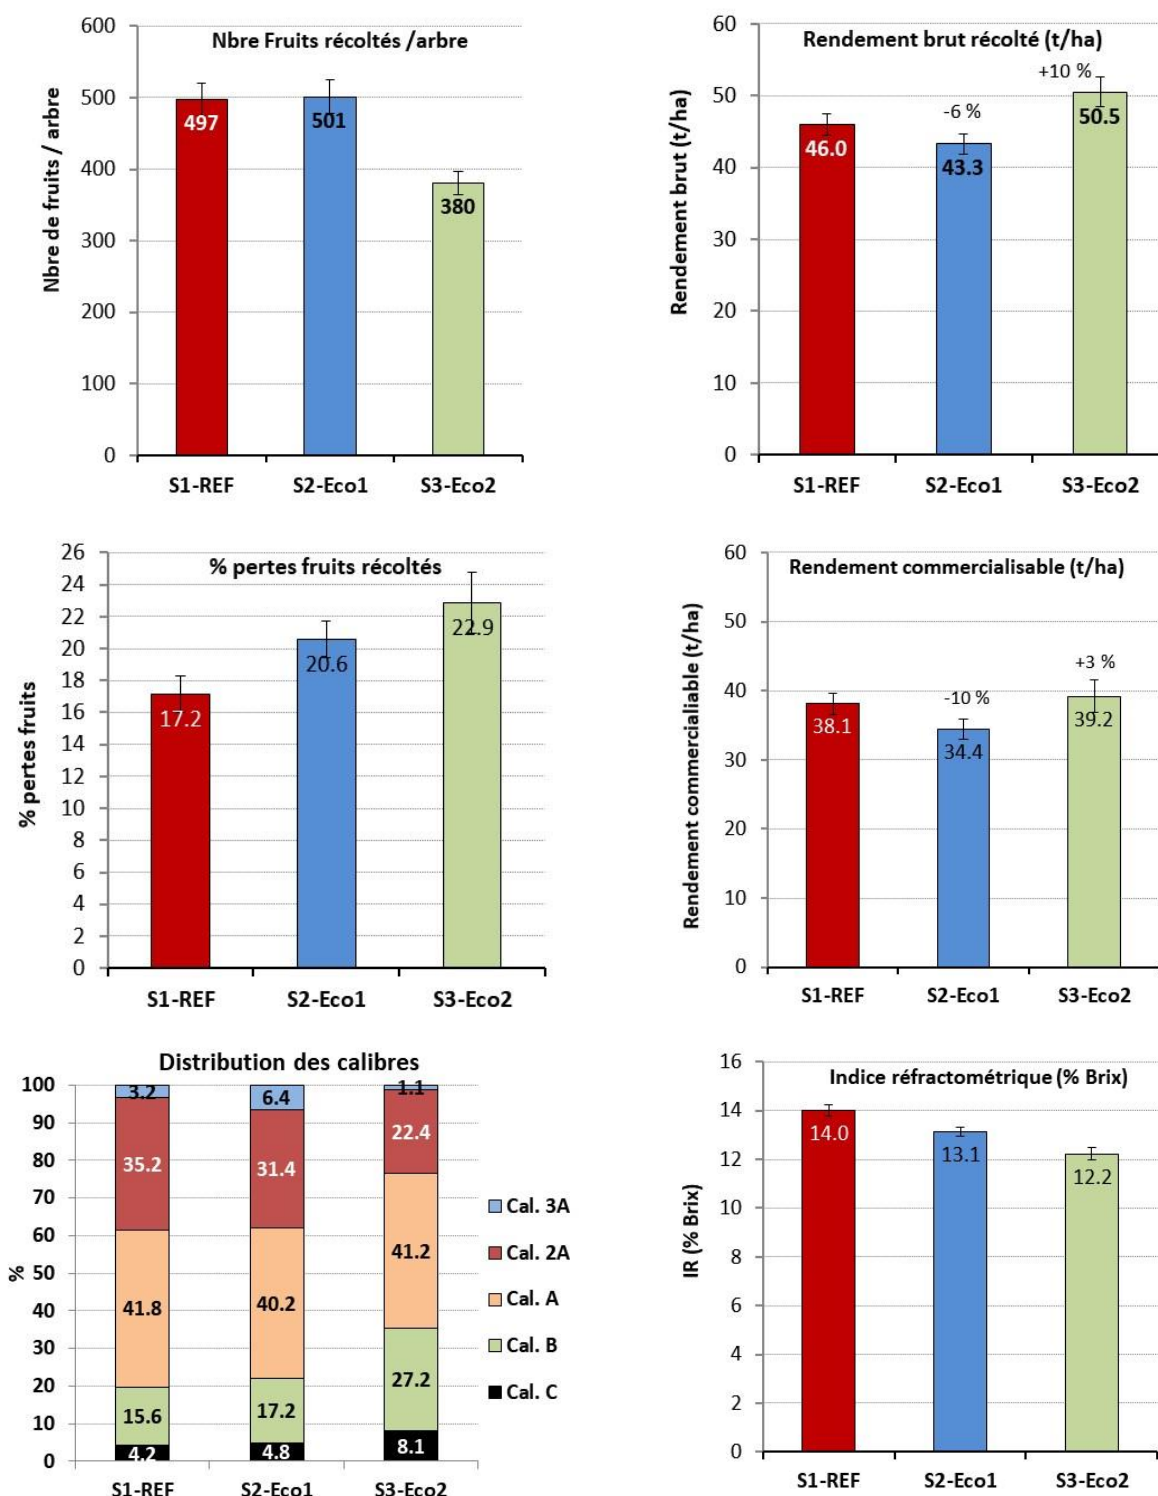 Nbre Fruits récoltés /arbre
Nbre de fruits / arbre
600
500
400
300
200
100
0
497
501
380
S1-REF
S2-Eco1
S3-Eco2
Rendement brut récolté (t/ha)
Rendement brut (t/ha)
60
50
40
30
20
10
0
-6 %
+10 %
46.0
43.3
50.5
S1-REF
S2-Eco1
S3-Eco2
% pertes fruits récoltés
% pertes fruits
26
24
22
20
18
16
14
12
10
8
6
4
2
0
17.2
20.6
22.9
S1-REF
S2-Eco1
S3-Eco2
Rendement commercialisable (t/ha)
Rendement commercialiable (t/ha)
60
50
40
30
20
10
0
-10 %
+3 %
38.1
34.4
39.2
S1-REF
S2-Eco1
S3-Eco2
Distribution des calibres
%
100
90
80
70
60
50
40
30
20
10
0
3.2
6.4
1.1
35.2
31.4
22.4
41.8
40.2
41.2
15.6
17.2
27.2
4.2
4.8
8.1
S1-REF
S2-Eco1
S3-Eco2
Cal. 3A
Cal. 2A
Cal. A
Cal. B
Cal. C
Indice réfractométrique (% Brix)
IR (% Brix)
16
14
12
10
8
6
4
2
0
14.0
13.1
12.2
S1-REF
S2-Eco1
S3-Eco2